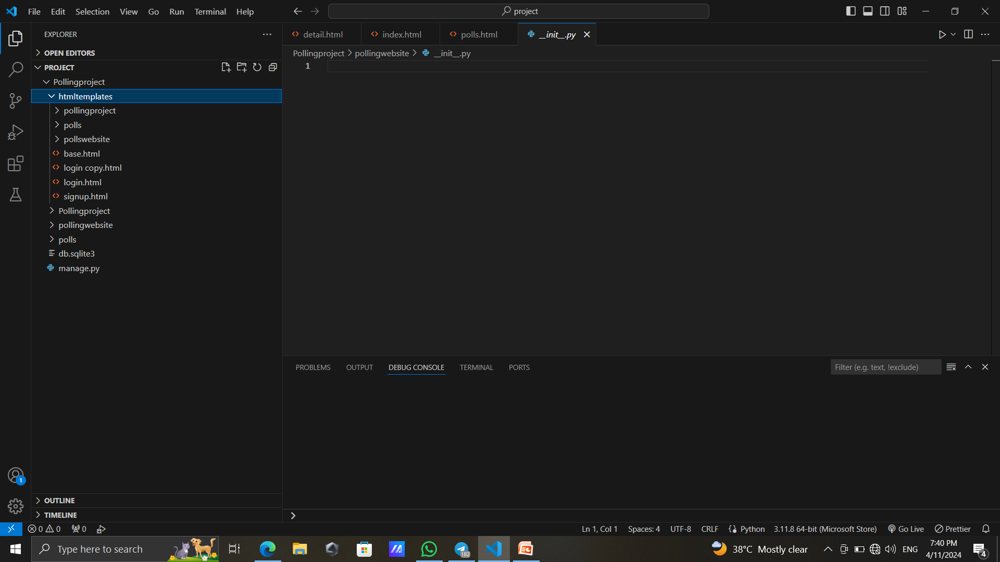 File Edit Selection View Go Run Terminal Help
project
EXPLORER
OPEN EDITORS
PROJECT
Pollingproject
htmltemplates
pollingproject
polls
pollswebsite
base.html
login copy.html
login.html
signup.html
Pollingproject
pollingwebsite
polls
db.sqlite3
manage.py
OUTLINE
TIMELINE
detail.html index.html polls.html __init__.py
Pollingproject > pollingwebsite > __init__.py
1
PROBLEMS OUTPUT DEBUG CONSOLE TERMINAL PORTS
Filter (e.g. text, !exclude)
1
0 0 0
Ln 1, Col 1 Spaces: 4 UTF-8 CRLF Python 3.11.8 64-bit (Microsoft Store) Go Live Prettier
Type here to search
182
38°C Mostly clear
ENG
7:40 PM
4/11/2024
4